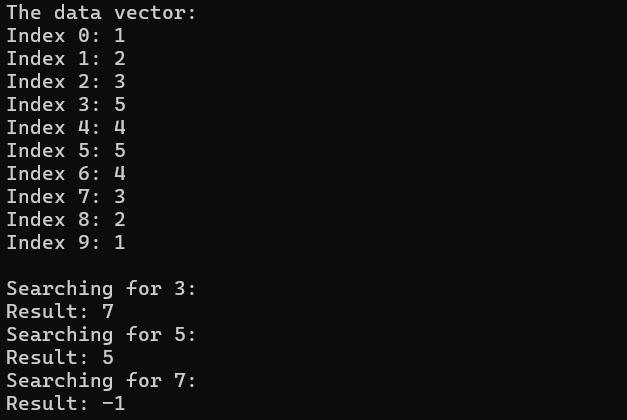 The data vector:
Index 0: 1
Index 1: 2
Index 2: 3
Index 3: 5
Index 4: 4
Index 5: 5
Index 6: 4
Index 7: 3
Index 8: 2
Index 9: 1
Searching for 3:
Result: 7
Searching for 5:
Result: 5
Searching for 7:
Result: -1